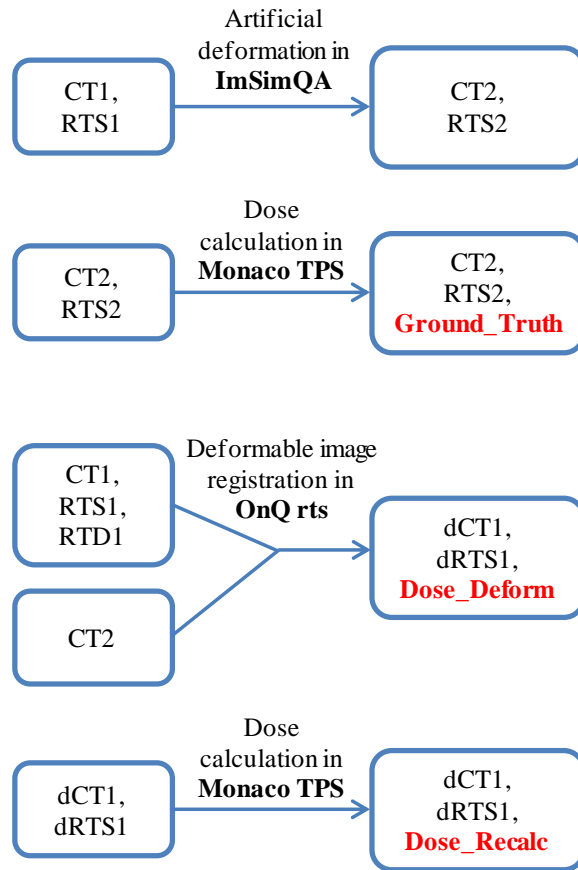 Artificial
deformation in
ImSimQA
CT1,
RTS1
CT2,
RTS2
Dose
calculation in
Monaco TPS
CT2,
RTS2
CT2,
RTS2,
Ground_Truth
Deformable image
registration in
OnQ rts
CT1,
RTS1,
RTD1
CT2
dCT1,
dRTS1,
Dose_Deform
Dose
calculation in
Monaco TPS
dCT1,
dRTS1
dCT1,
dRTS1,
Dose_Recalc